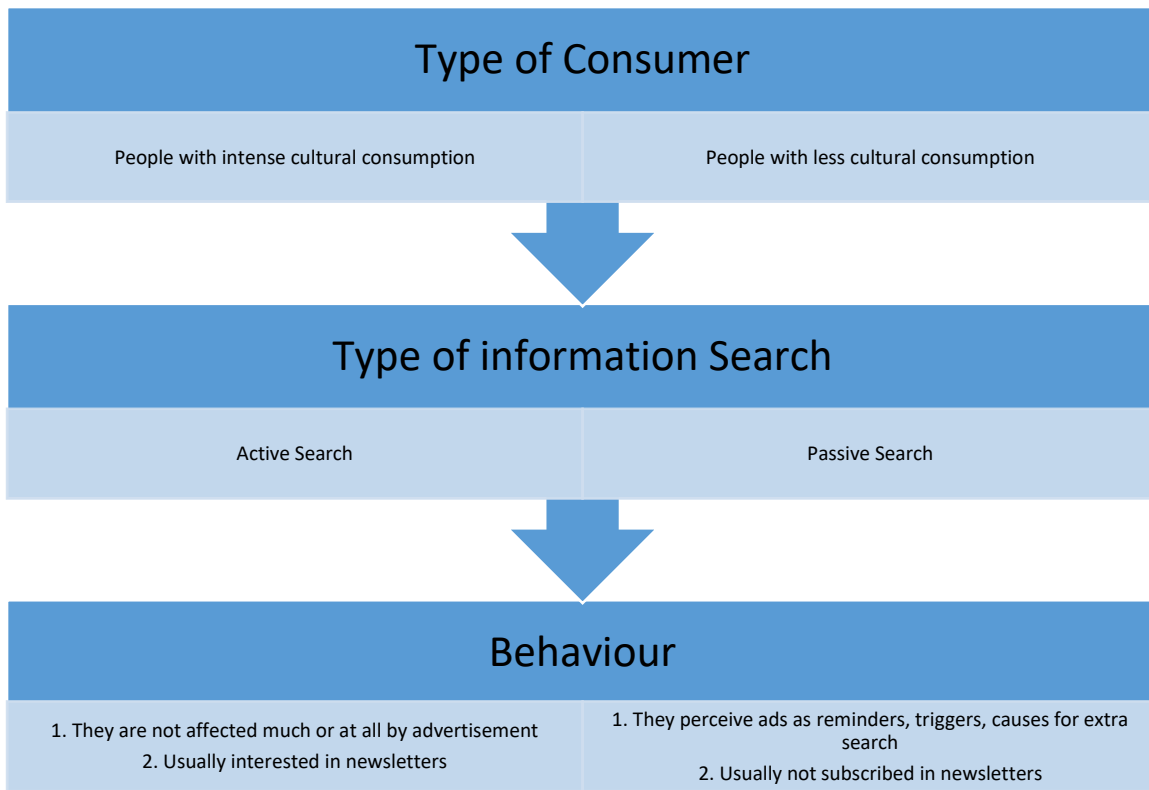 Type of Consumer
People with intense cultural consumption
People with less cultural consumption
Type of information Search
Active Search
Passive Search
Behaviour
1. They are not affected much or at all by advertisement
2. Usually interested in newsletters
1. They perceive ads as reminders, triggers, causes for extra
search
2. Usually not subscribed in newsletters